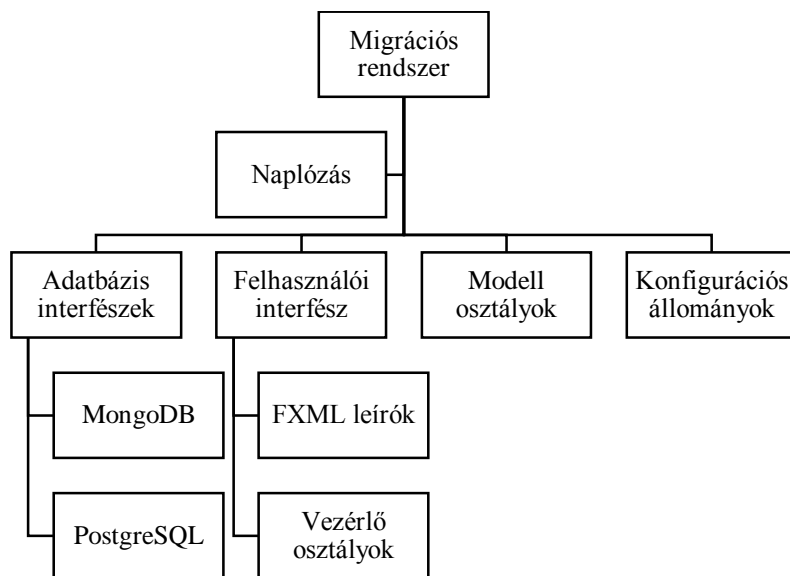 Migrációs
rendszer
Naplózás
Adatbázis
interfészek
Felhasználói
interfész
Modell
osztályok
Konfigurációs
állományok
MongoDB
FXML leírók
PostgreSQL
Vezérlő
osztályok